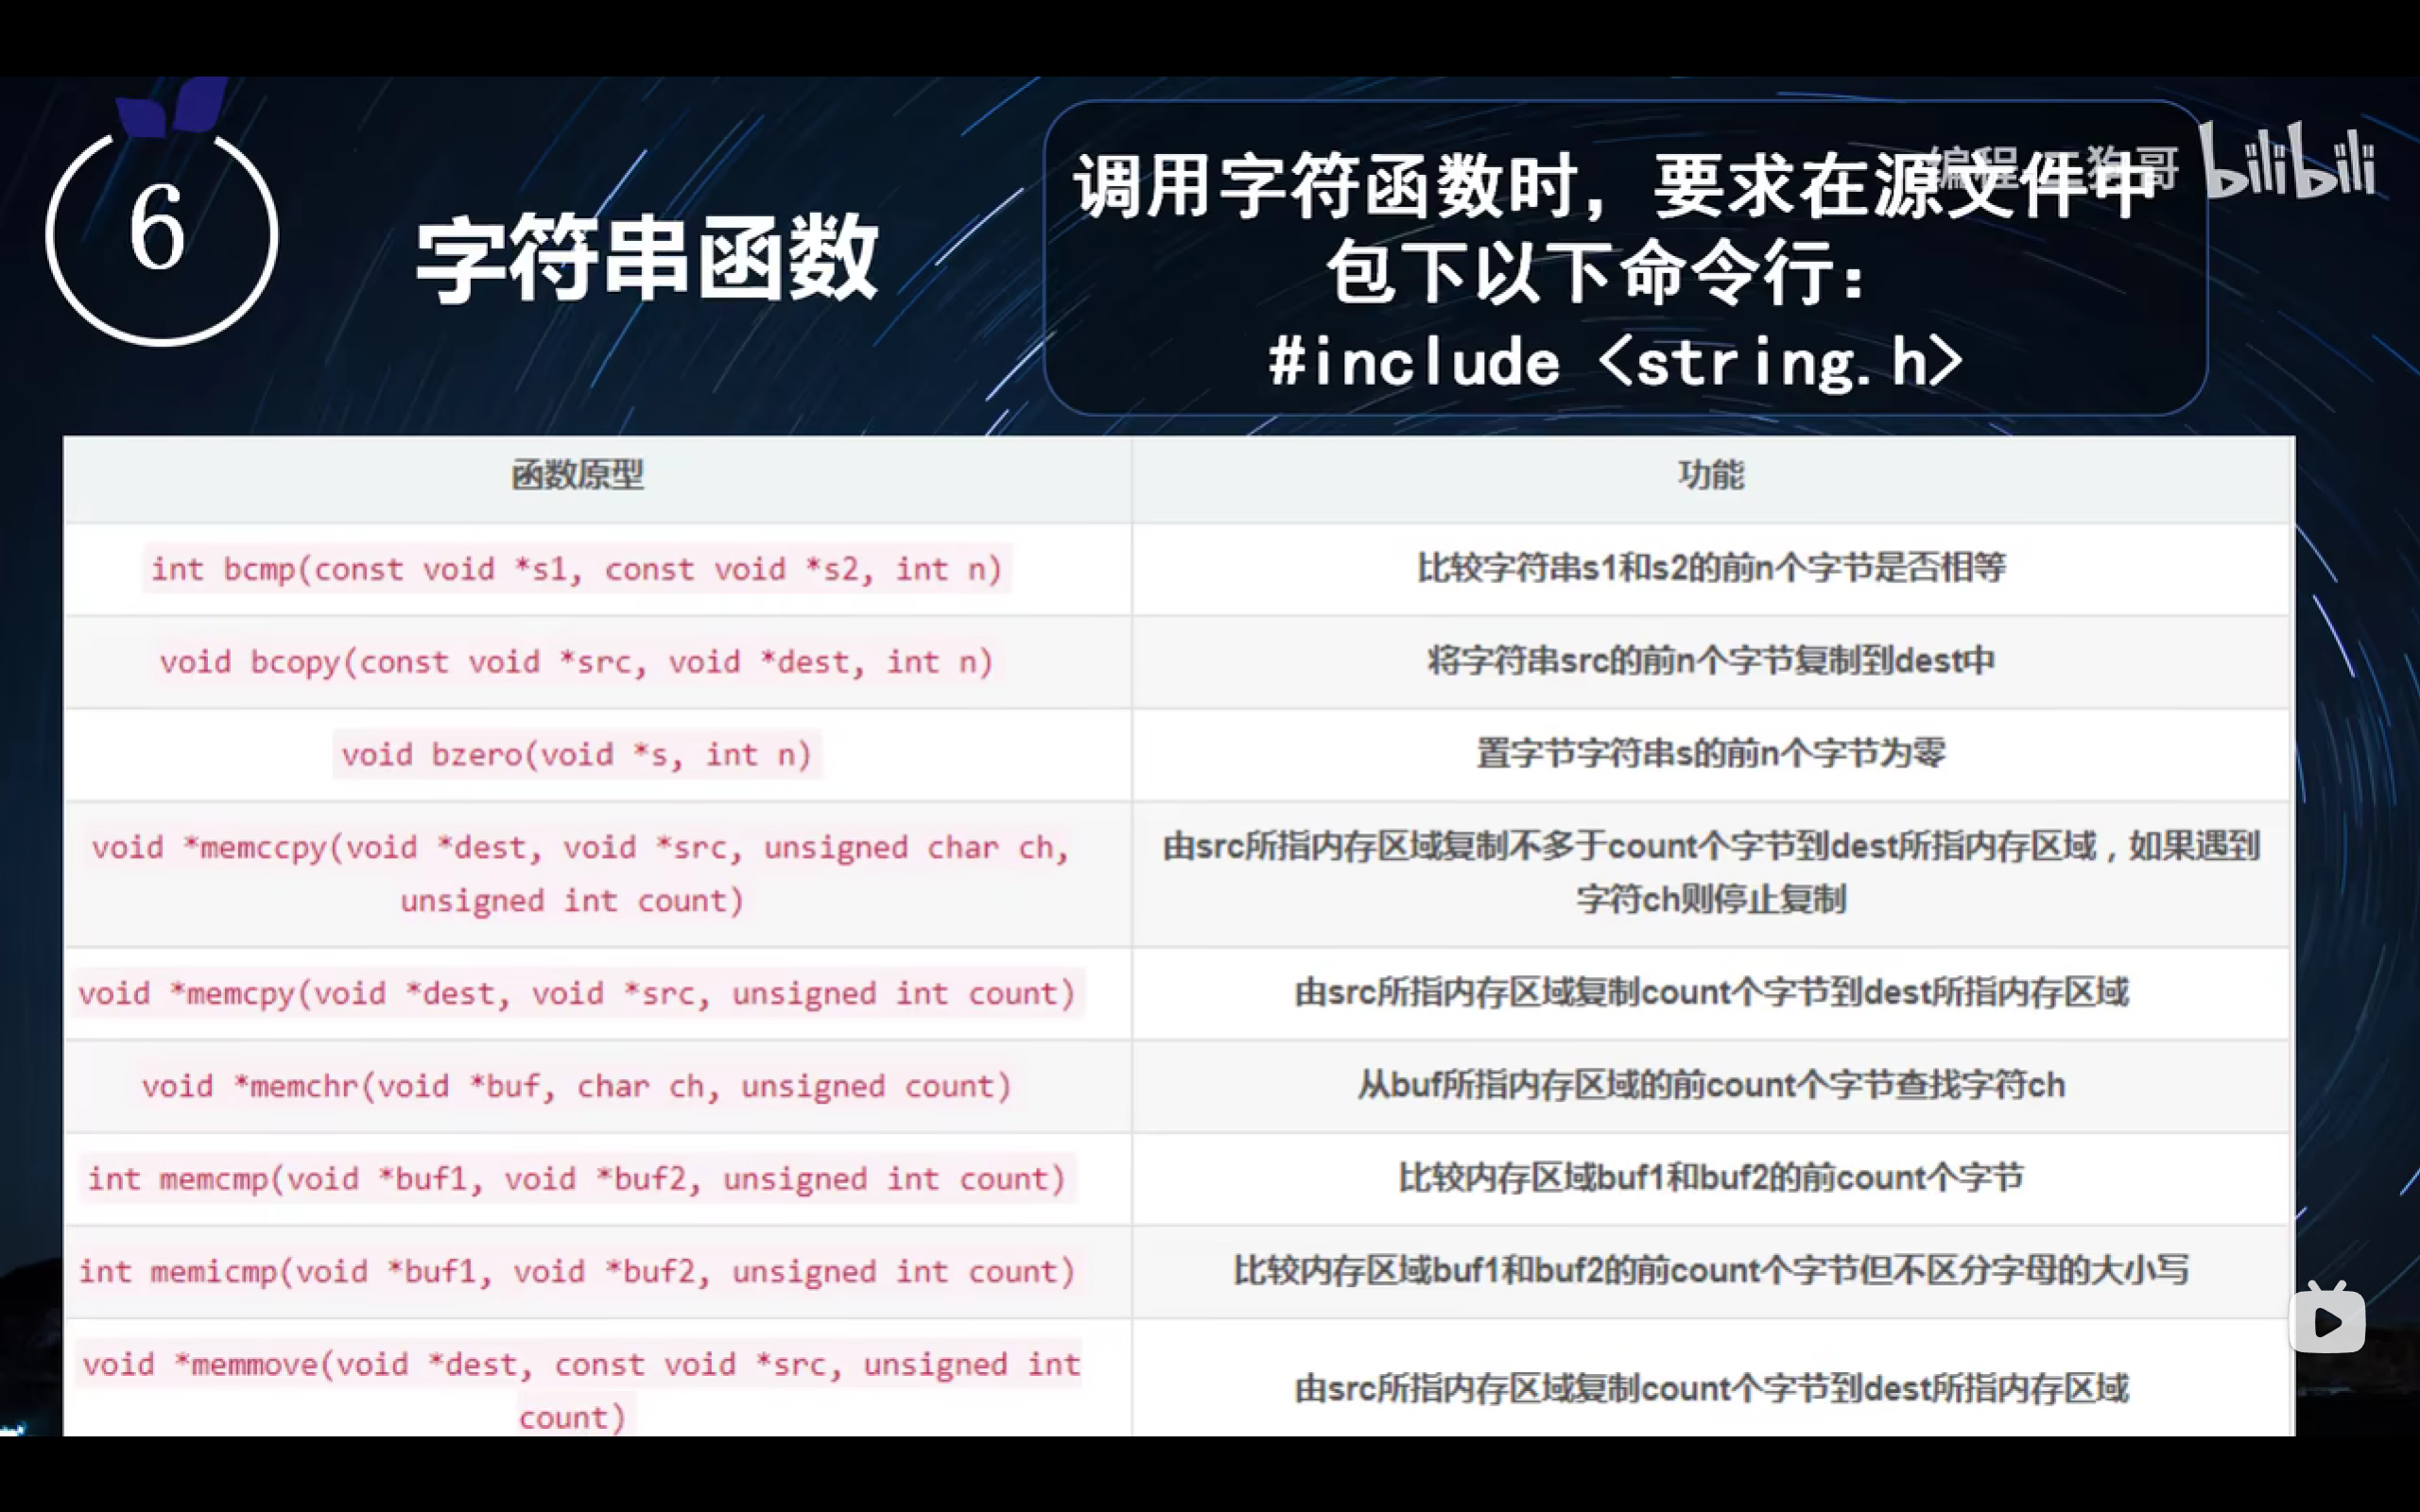 6
字符串函数
调用字符函数时，要求在源文件中
包下以下命令行：
#include <string.h>
bilibili
函数原型 功能
int bcmp(const void *s1, const void *s2, int n) 比较字符串s1和s2的前n个字节是否相等
void bcopy(const void *src, void *dest, int n) 将字符串src的前n个字节复制到dest中
void bzero(void *s, int n) 置字节字符串s的前n个字节为零
void *memccpy(void *dest, void *src, unsigned char ch,
unsigned int count)
由src所指内存区域复制不多于count个字节到dest所指内存区域，如果遇到
字符ch则停止复制
void *memcpy(void *dest, void *src, unsigned int count) 由src所指内存区域复制count个字节到dest所指内存区域
void *memchr(void *buf, char ch, unsigned count) 从buf所指内存区域的前count个字节查找字符ch
int memcmp(void *buf1, void *buf2, unsigned int count) 比较内存区域buf1和buf2的前count个字节
int memicmp(void *buf1, void *buf2, unsigned int count) 比较内存区域buf1和buf2的前count个字节但不区分字母的大小写
void *memmove(void *dest, const void *src, unsigned int
count)
由src所指内存区域复制count个字节到dest所指内存区域